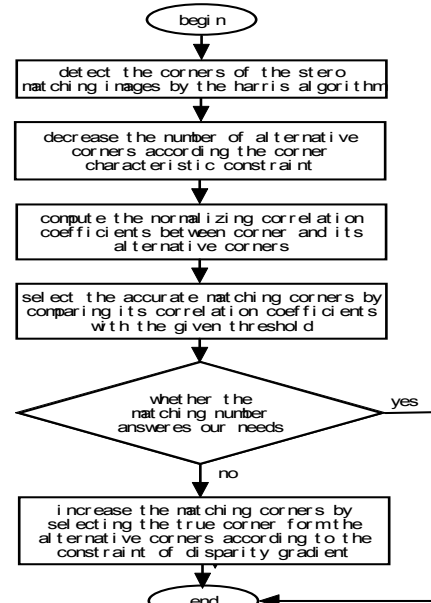 begin
detect the corners of the stero
matching images by the harris algorithm
decrease the number of alternative
corners according the corner
characteristic constraint
compute the normalizing correlation
coefficients between corner and its
alternative corners
select the accurate matching corners by
comparing its correlation coefficients
with the given threshold
whether the
matching number
answeres our needs
yes
no
increase the matching corners by
selecting the true corner form the
alternative corners according to the
constraint of disparity gradient
end